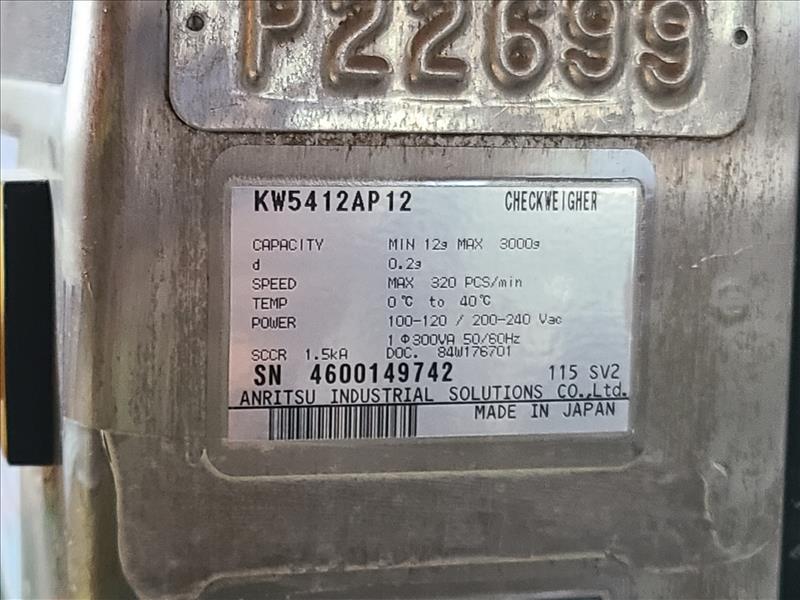 P22699
KW5412AP12 CHECKWEIGHER
CAPACITY MIN 12g MAX 3000g
d 0.2g
SPEED MAX 320 PCS/min
TEMP 0℃ to 40℃
POWER 100-120 / 200-240 Vac
1 Φ300VA 50/60Hz
SCCR 1.5kA DOC. 84W176701
SN 4600149742 115 SV2
ANRITSU INDUSTRIAL SOLUTIONS CO.,Ltd.
MADE IN JAPAN